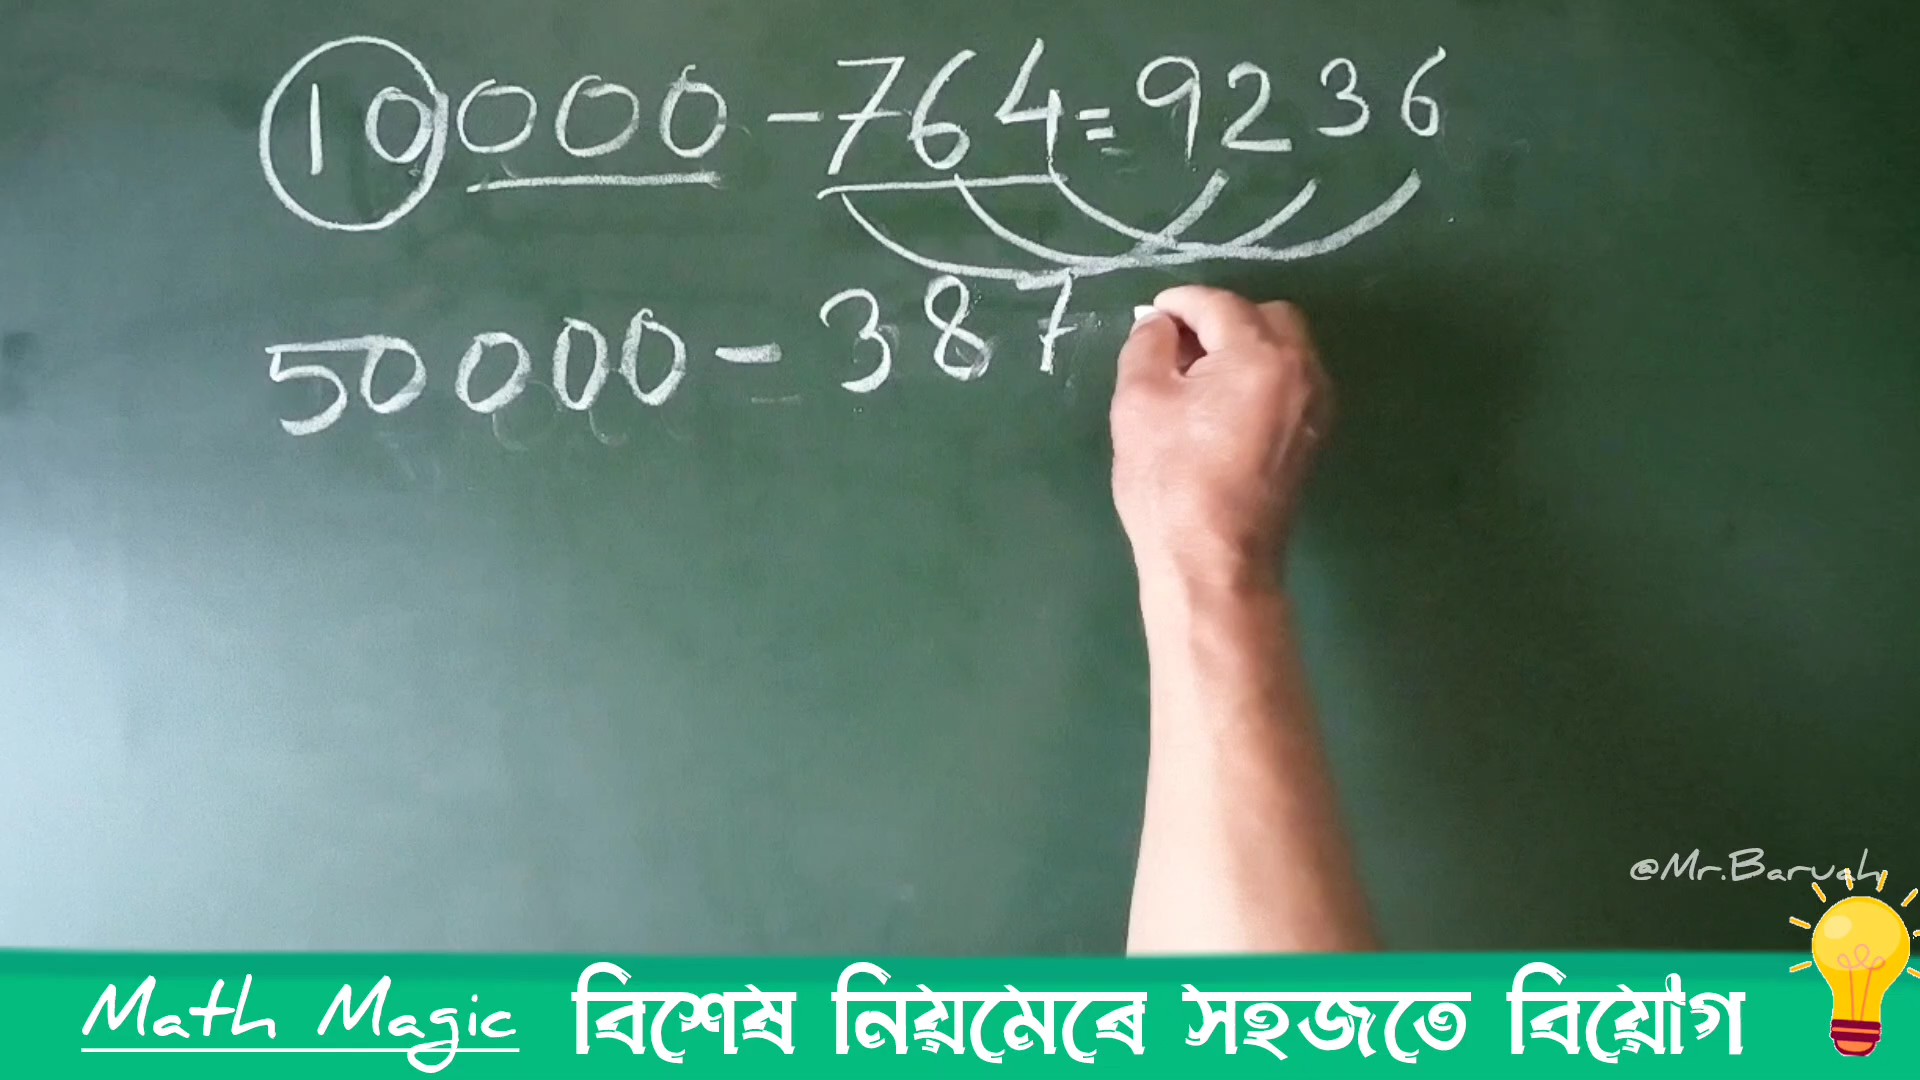 10000 - 764 = 9236
50000 - 387
@Mr.Baruah
Math Magic বিশেষ নিয়মেৰে সহজতে বিয়োগ